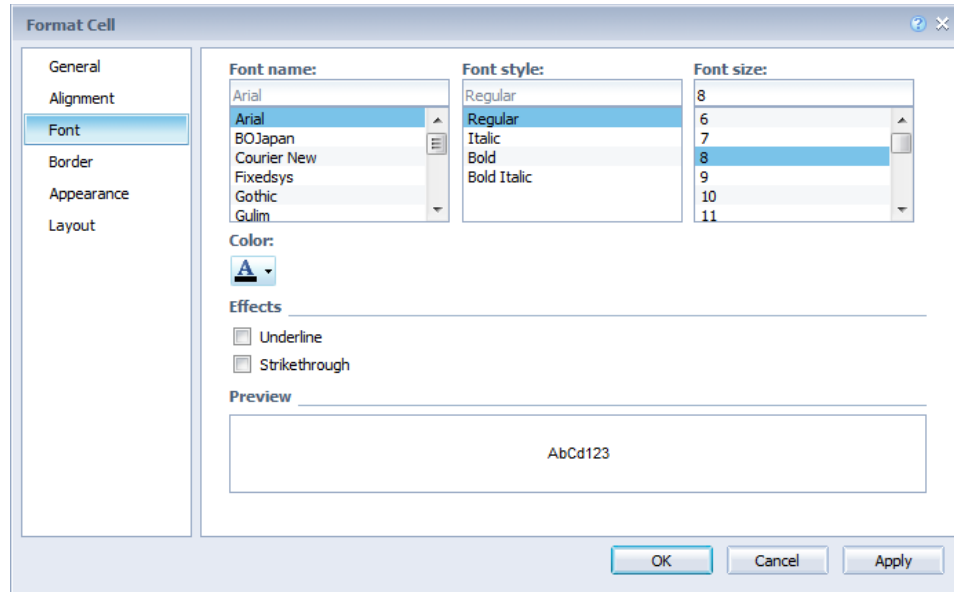 Format Cell
General
Alignment
Font
Border
Appearance
Layout
Font name:
Arial
Arial
BOJapan
Courier New
Fixedsys
Gothic
Gulim
Font style:
Regular
Regular
Italic
Bold
Bold Italic
Font size:
8
6
7
8
9
10
11
Color:
A
Effects
Underline
Strikethrough
Preview
AbCd123
OK Cancel Apply